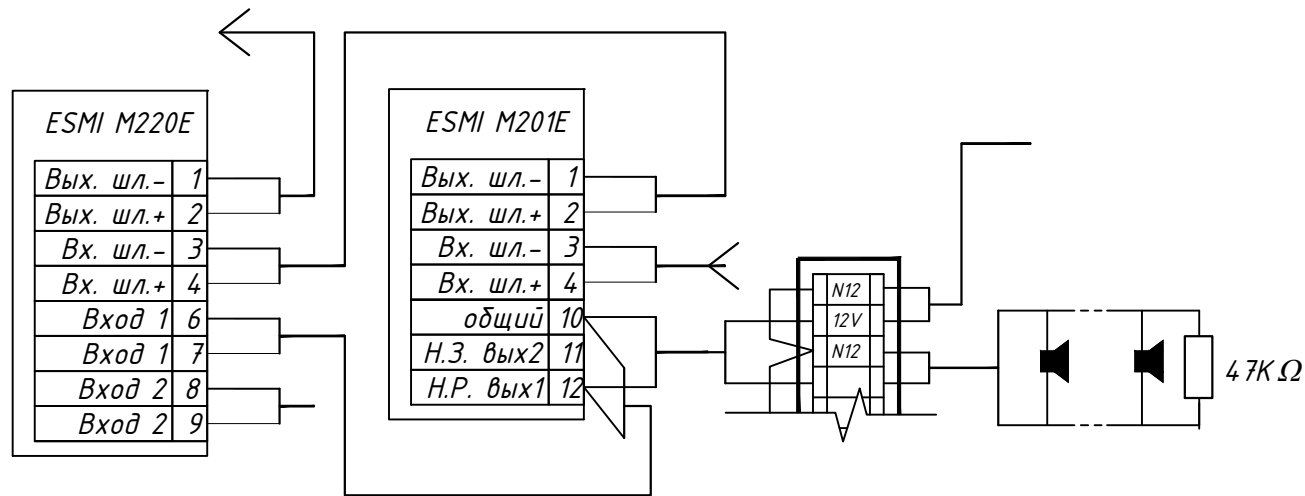 ESMI M220E
Вых. шл.- 1
Вых. шл.+ 2
Вх. шл.- 3
Вх. шл.+ 4
Вход 1 6
Вход 1 7
Вход 2 8
Вход 2 9
ESMI M201E
Вых. шл.- 1
Вых. шл.+ 2
Вх. шл.- 3
Вх. шл.+ 4
общий 10
Н.З. вых2 11
Н.Р. вых1 12
N12
12V
N12
47K Ω